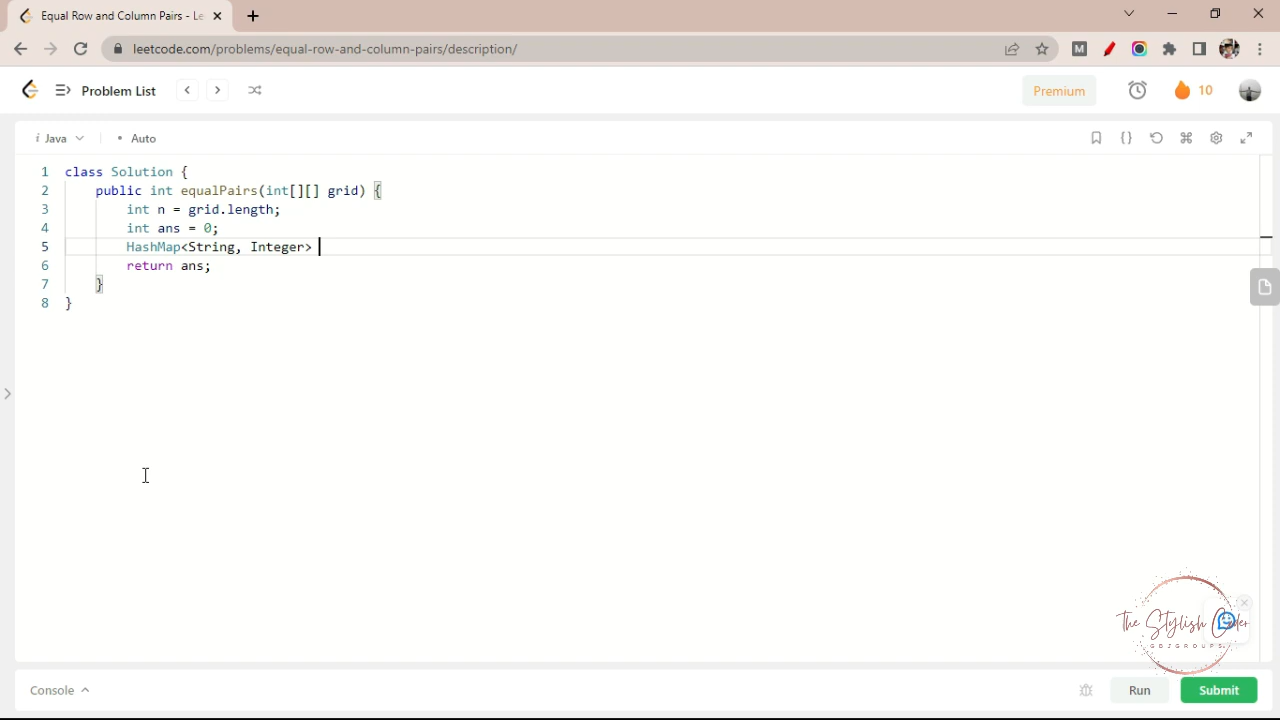 Equal Row and Column Pairs - Le
leetcode.com/problems/equal-row-and-column-pairs/description/
Problem List
Premium
10
i Java
• Auto
1 class Solution {
2 public int equalPairs(int[][] grid) {
3 int n = grid.length;
4 int ans = 0;
5 HashMap<String, Integer>
6 return ans;
7 }
8 }
The Stylish Coder
GBJGROUPS
Console
Run
Submit